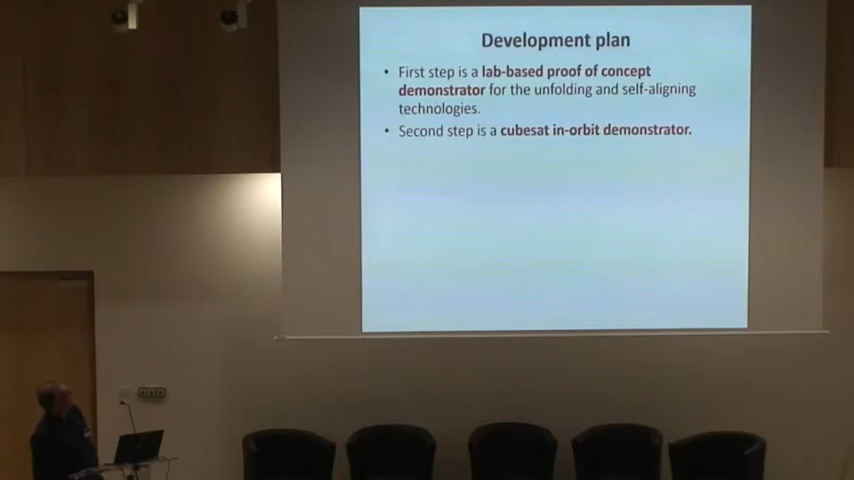 Development plan
• First step is a lab-based proof of concept
demonstrator for the unfolding and self-aligning
technologies.
• Second step is a cubesat in-orbit demonstrator.